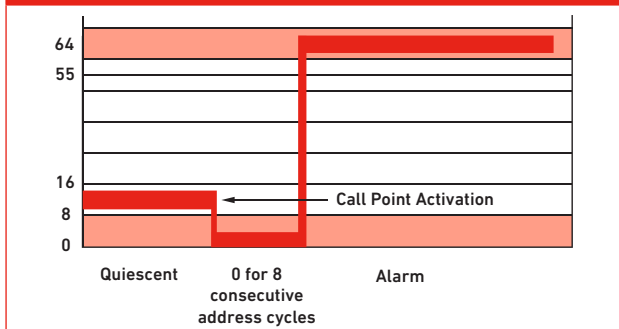 64
55
16
Call Point Activation
8
0
Quiescent
0 for 8
consecutive
address cycles
Alarm